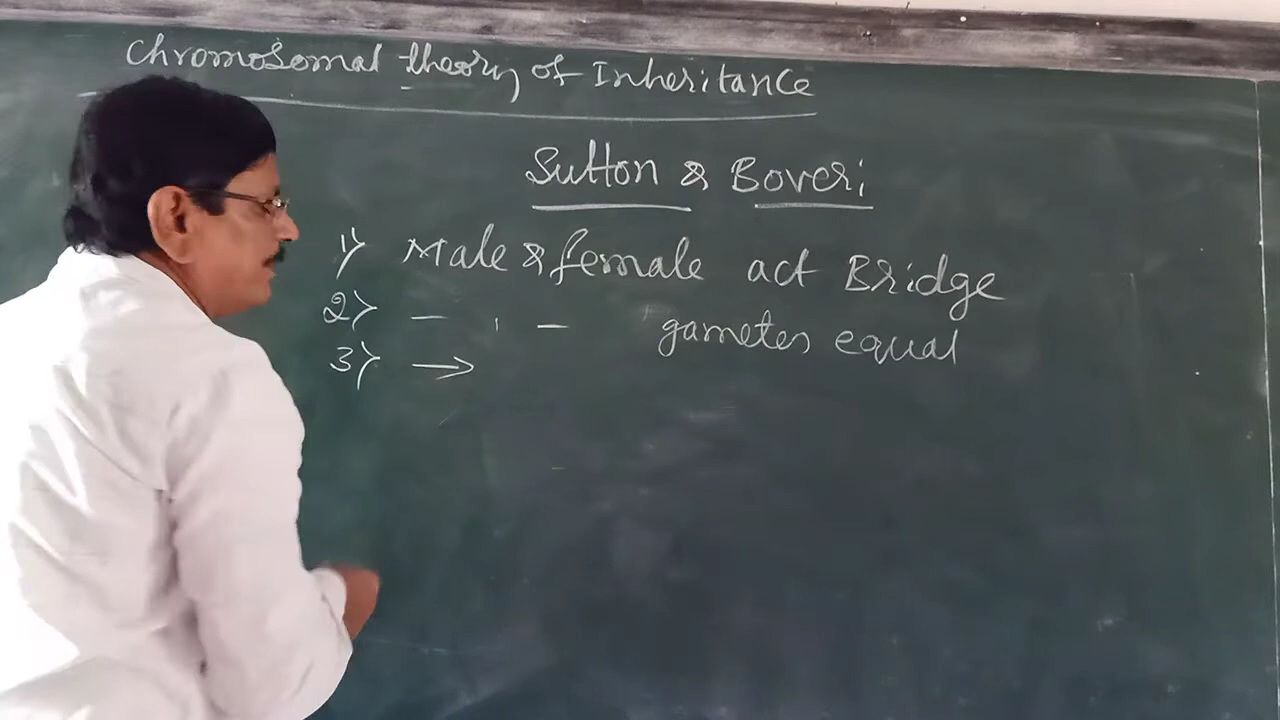 Chromosomal theory of Inheritance
Sutton & Boveri
1) Male & female act Bridge
2) — , — gametes equal
3) →